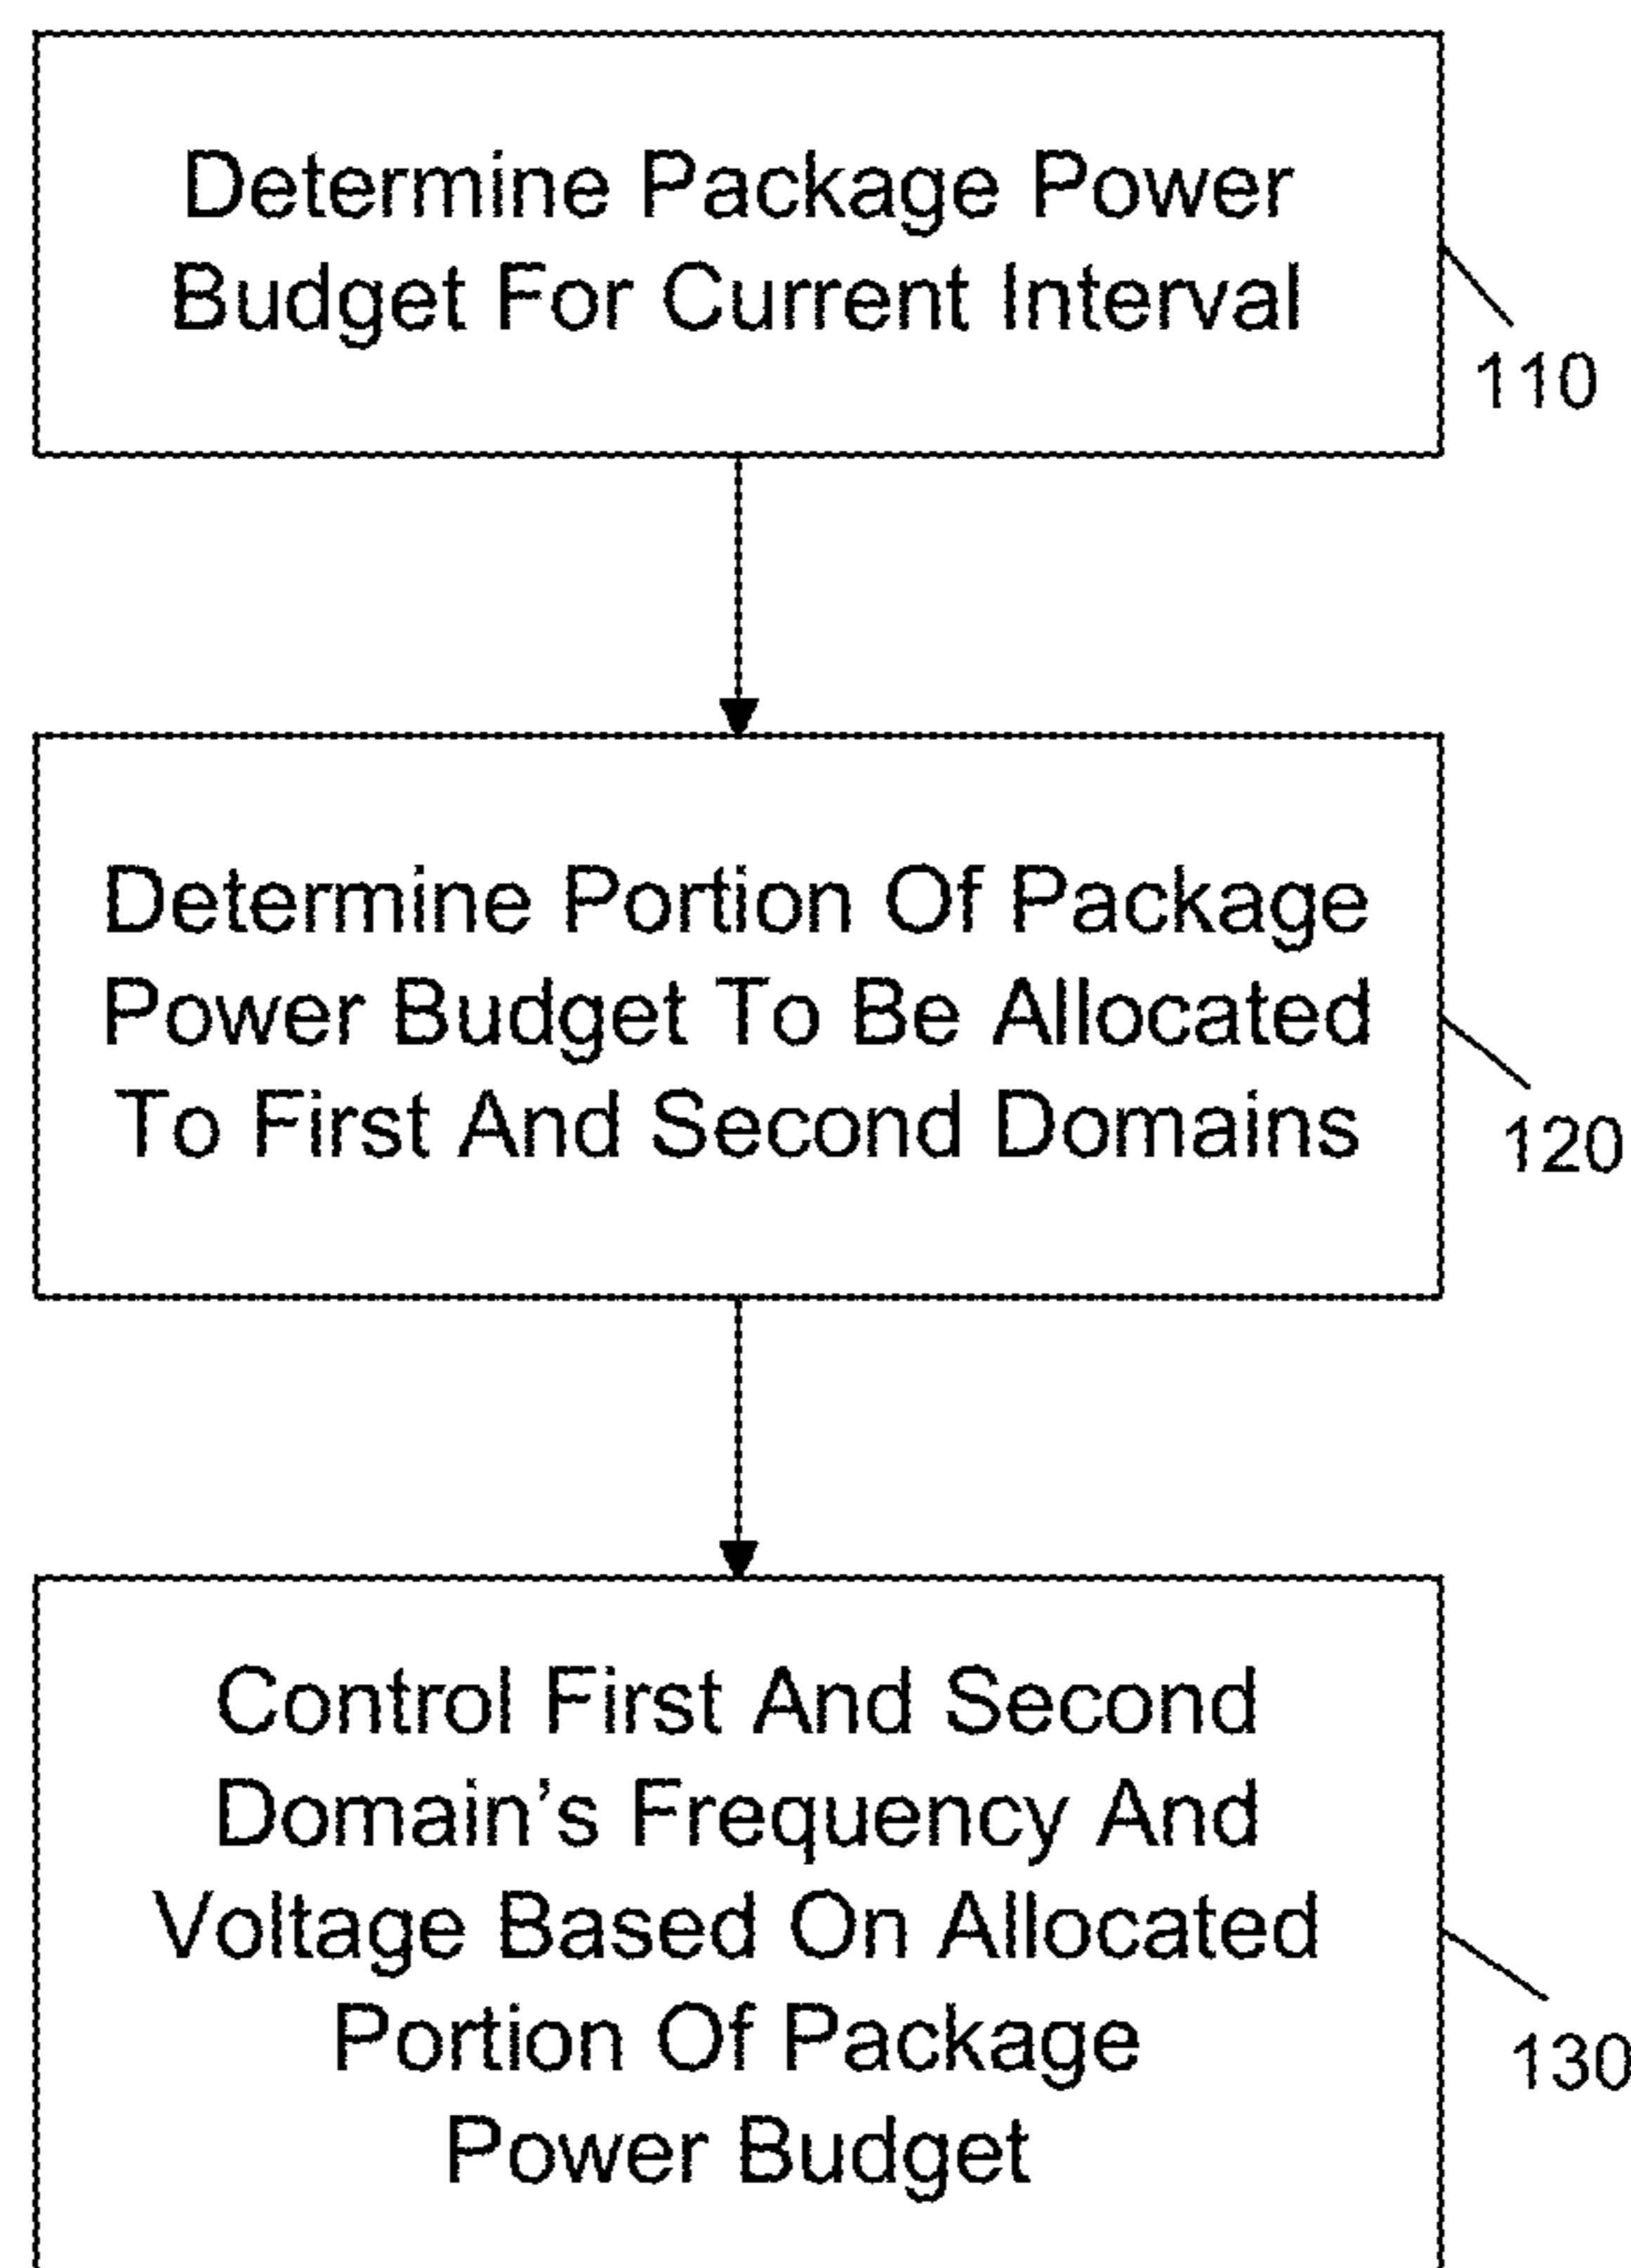 Determine Package Power
Budget For Current Interval
110
Determine Portion Of Package
Power Budget To Be Allocated
To First And Second Domains
120
Control First And Second
Domain’s Frequency And
Voltage Based On Allocated
Portion Of Package
Power Budget
130